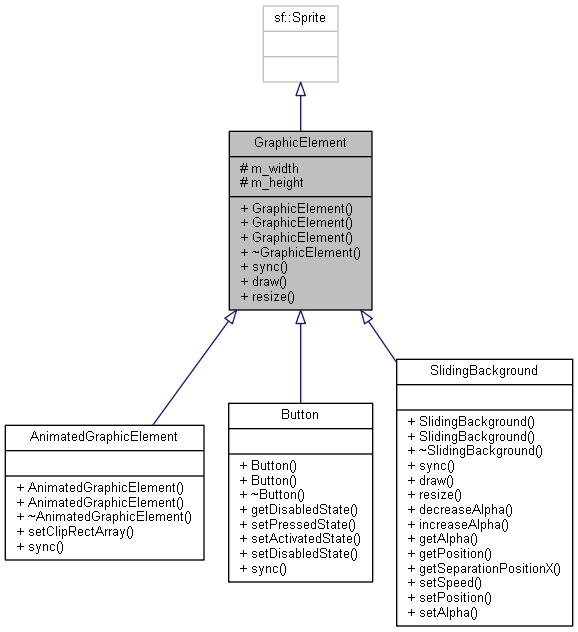 sf::Sprite
GraphicElement
# m_width
# m_height
+ GraphicElement()
+ GraphicElement()
+ GraphicElement()
+ ~GraphicElement()
+ sync()
+ draw()
+ resize()
AnimatedGraphicElement
+ AnimatedGraphicElement()
+ AnimatedGraphicElement()
+ ~AnimatedGraphicElement()
+ setClipRectArray()
+ sync()
Button
+ Button()
+ Button()
+ ~Button()
+ getDisabledState()
+ setPressedState()
+ setActivatedState()
+ setDisabledState()
+ sync()
SlidingBackground
+ SlidingBackground()
+ SlidingBackground()
+ ~SlidingBackground()
+ sync()
+ draw()
+ resize()
+ decreaseAlpha()
+ increaseAlpha()
+ getAlpha()
+ getPosition()
+ getSeparationPositionX()
+ setSpeed()
+ setPosition()
+ setAlpha()